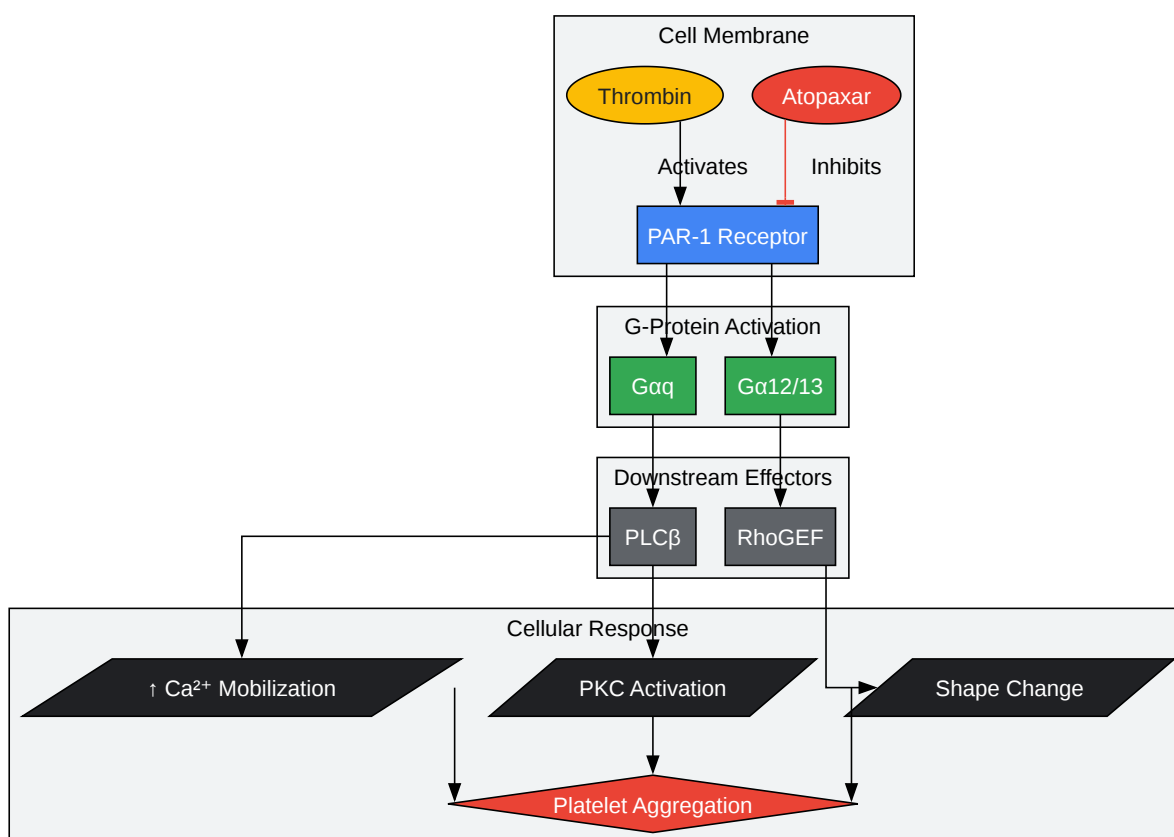 Cell Membrane
Thrombin
Atopaxar
Activates
Inhibits
PAR-1 Receptor
G-Protein Activation
Gαq
Gα12/13
Downstream Effectors
PLCβ
RhoGEF
Cellular Response
↑ Ca²⁺ Mobilization
PKC Activation
Shape Change
Platelet Aggregation